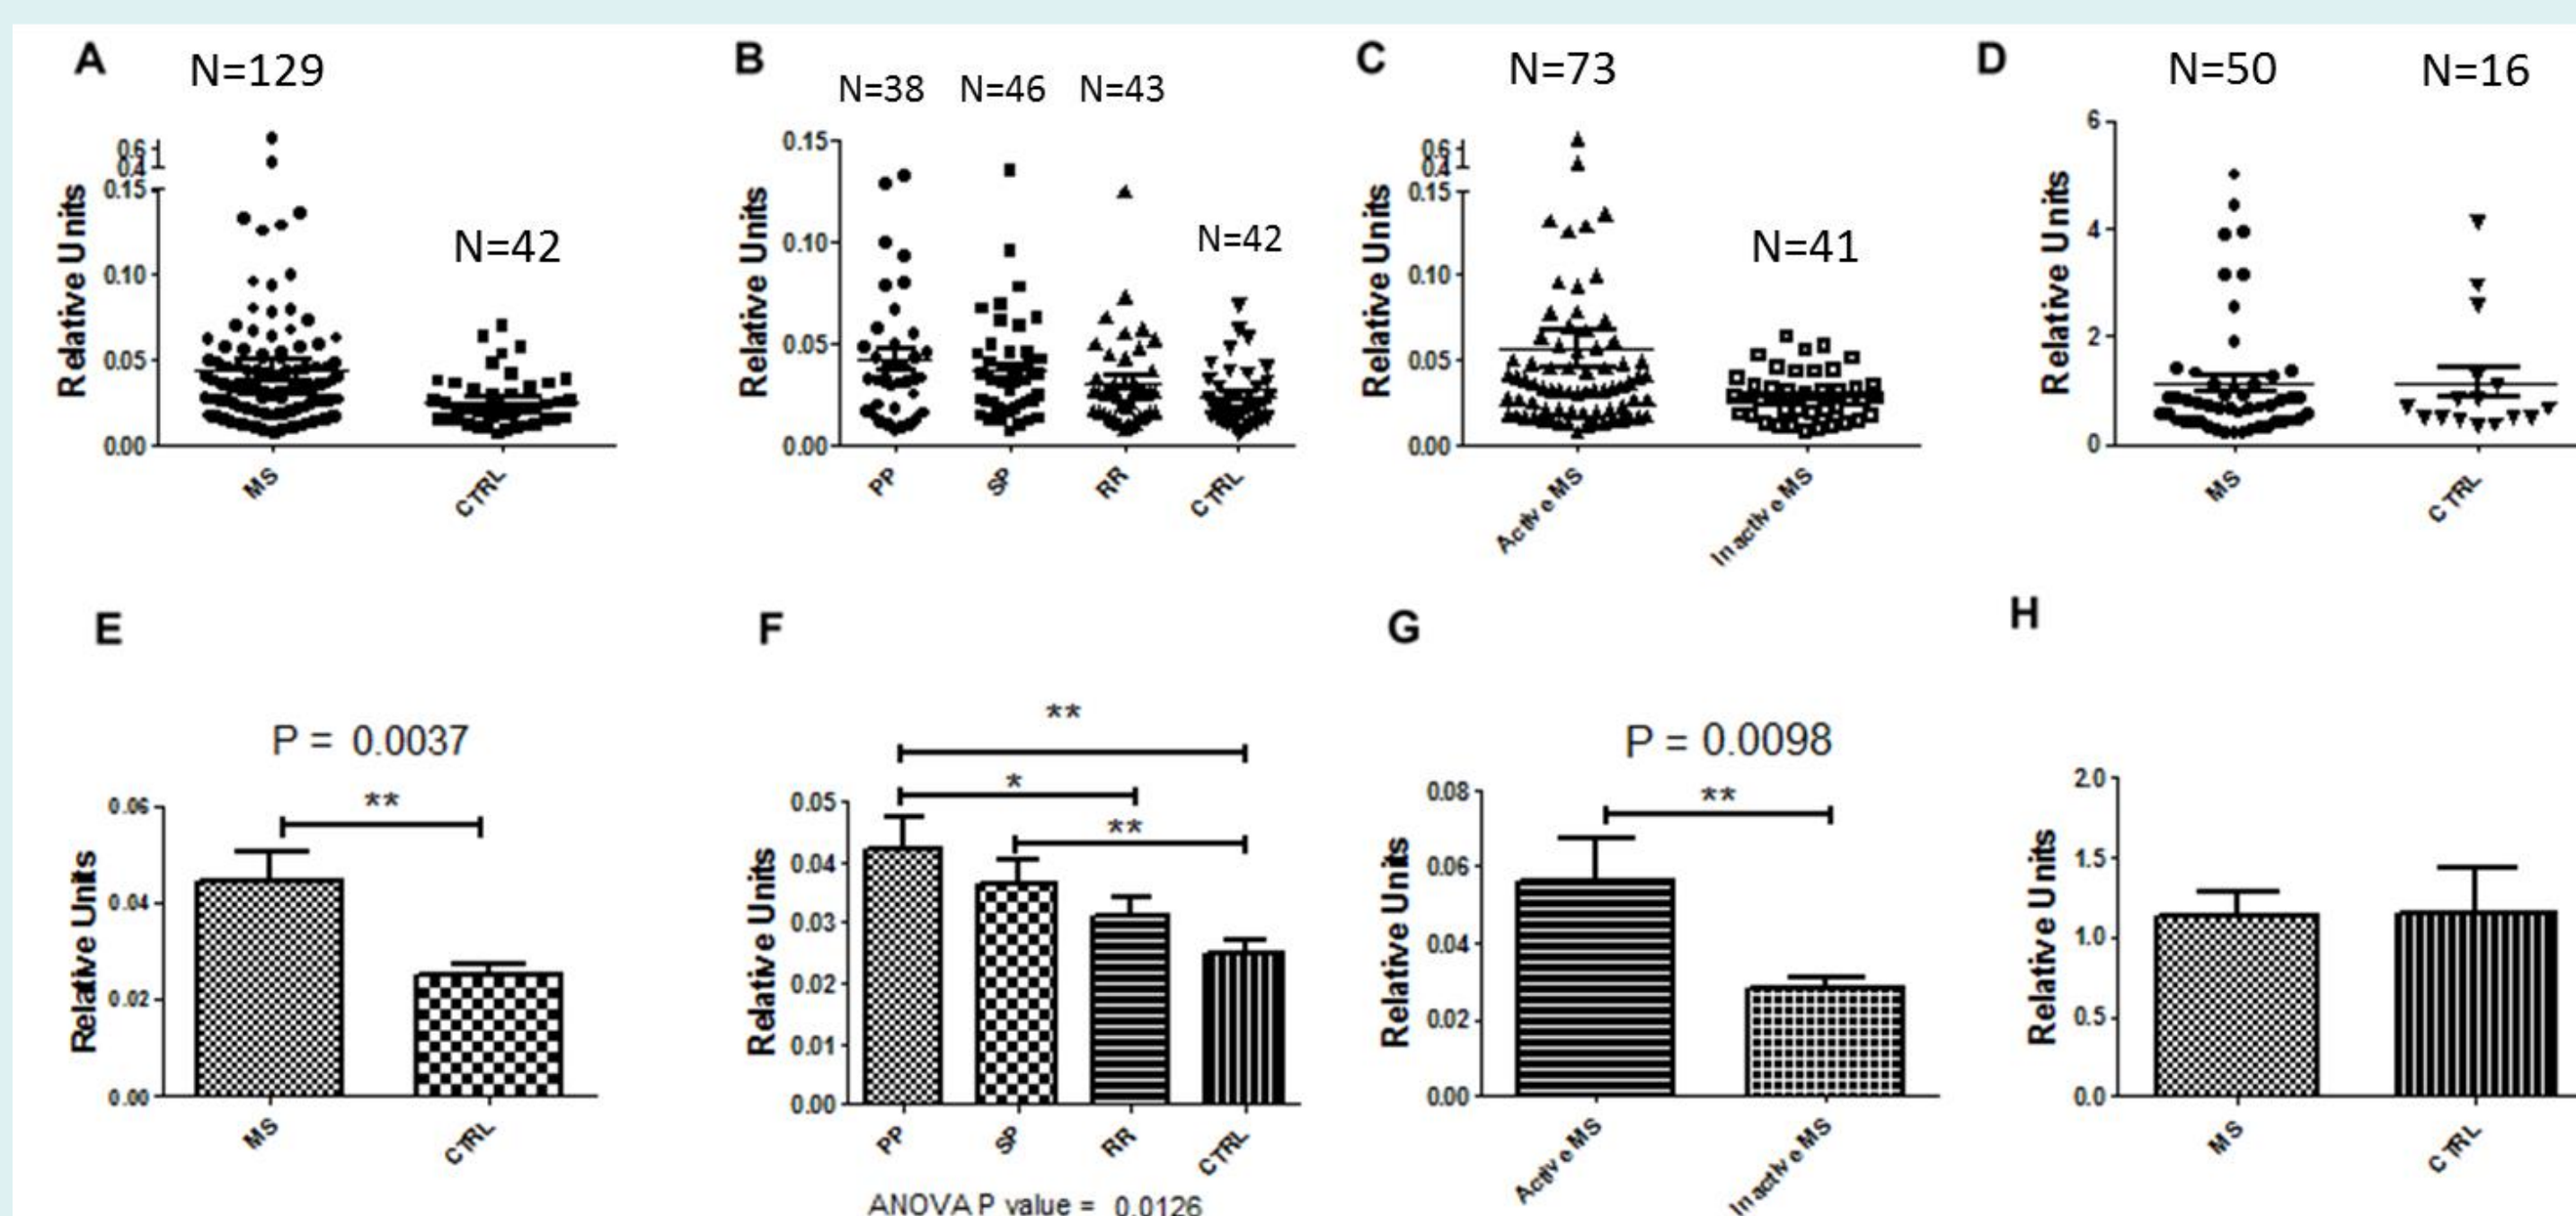 A
N=129
Relative Units
0.6
0.4
0.15
0.10
0.05
0.00
N=42
MS
CTRL
B
N=38 N=46 N=43
Relative Units
0.15
0.10
0.05
0.00
N=42
PP
SP
RR
CTRL
C
N=73
Relative Units
0.6
0.4
0.15
0.10
0.05
0.00
N=41
Active MS
Inactive MS
D
N=50 N=16
Relative Units
6
4
2
0
MS
CTRL
E
P = 0.0037
**
Relative Units
0.06
0.04
0.02
0.00
MS
CTRL
F
**
*
**
Relative Units
0.05
0.04
0.03
0.02
0.01
0.00
PP
SP
RR
CTRL
ANOVA P value = 0.0126
G
P = 0.0098
**
Relative Units
0.08
0.06
0.04
0.02
0.00
Active MS
Inactive MS
H
Relative Units
2.0
1.5
1.0
0.5
0.0
MS
CTRL